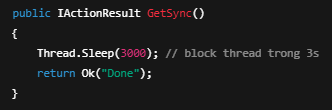 public IActionResult GetSync()
{
    Thread.Sleep(3000); // block thread trong 3s
    return Ok("Done");
}